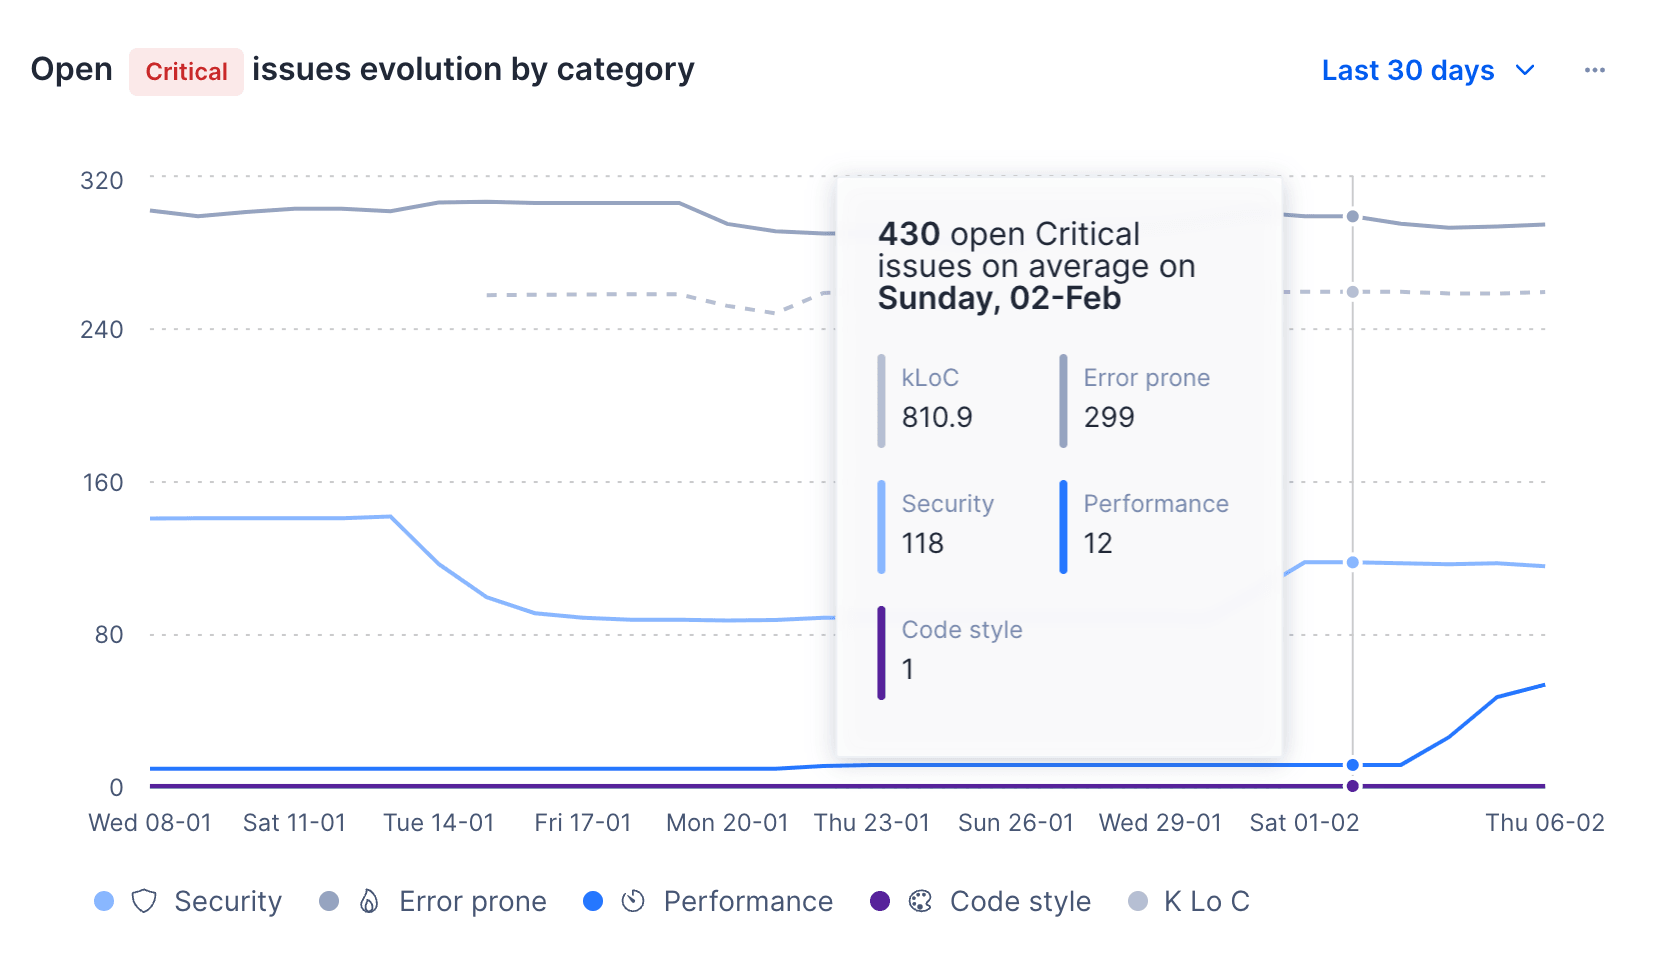 Open Critical issues evolution by category
Last 30 days
320
240
160
80
0
430 open Critical
issues on average on
Sunday, 02-Feb
kLoC
810.9
Error prone
299
Security
118
Performance
12
Code style
1
Wed 08-01 Sat 11-01 Tue 14-01 Fri 17-01 Mon 20-01 Thu 23-01 Sun 26-01 Wed 29-01 Sat 01-02 Thu 06-02
Security Error prone Performance Code style K Lo C